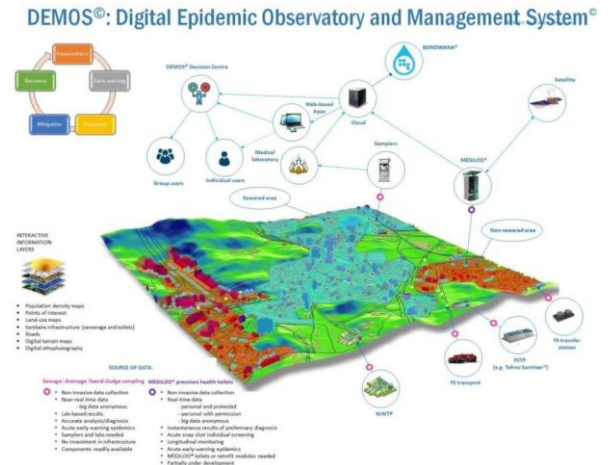 DEMOS©: Digital Epidemic Observatory and Management System©
Preparedness
Recovery
Early warning
Mitigation
Response
DEMOS© Decision Centre
BONDWANA®
Satellite
Web-based
Apps
Cloud
Medical
laboratory
Samplers
MEDiLOO®
Group users
Individual users
Sewered area
Non-sewered area
INTERACTIVE
INFORMATION
LAYERS
• Population density maps
• Points of interest
• Land-use maps
• Sanitaire infrastructure (sewerage and toilets)
• Roads
• Digital terrain maps
• Digital othophotography
FS transfer
station
FSTP
(e.g. Tehno Sanitiser™)
FS transport
WWTP
SOURCE OF DATA:
Sewage/drainage/faecal sludge sampling
• Non-invasive data collection
• Near real time data
- big data anonymous
• Lab-based results
• Accurate analysis/diagnosis
• Acute early-warning epidemics
• Samplers and labs needed
• No investment in infrastructure
• Components readily available
MEDiLOO® precision health toilets
• Non-invasive data collection
• Real time data
- personal and protected
- personal with permission
- big data anonymous
• Instantaneous results of preliminary diagnosis
• Acute snap shot individual screening
• Longitudinal monitoring
• Acute early-warning epidemics
• MEDiLOO® toilets or retrofit modules needed
• Partially under development